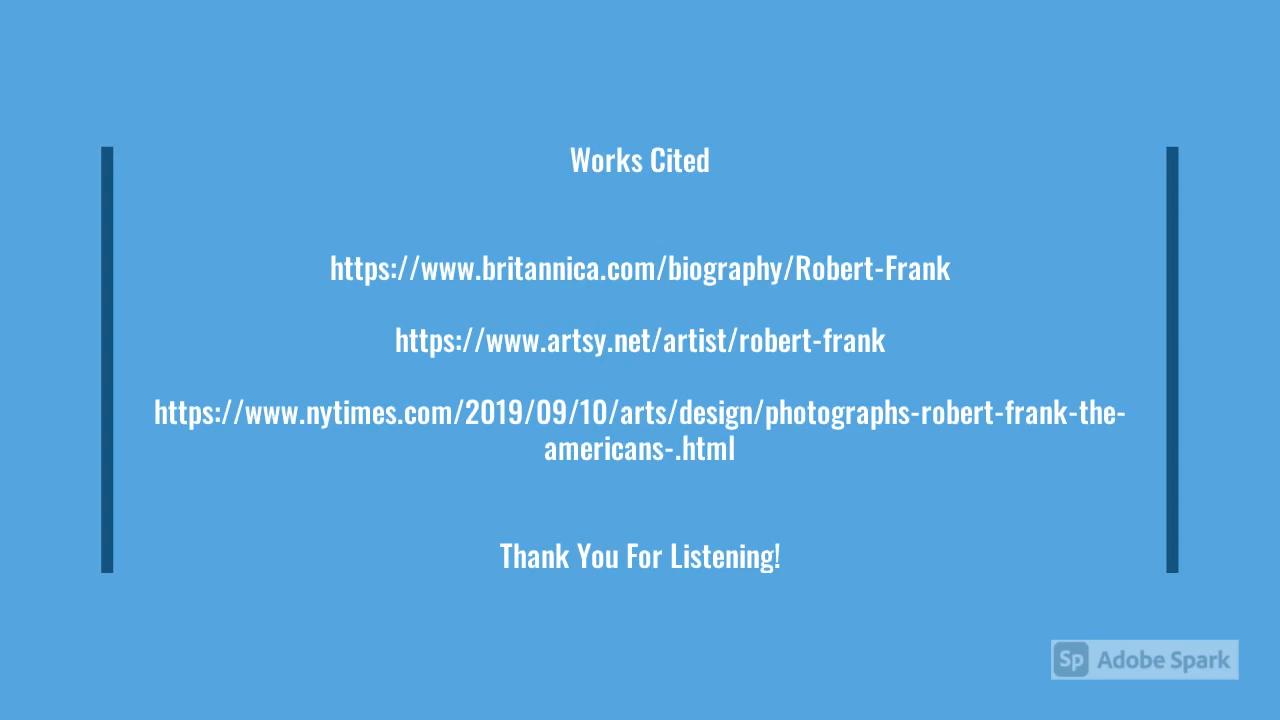 Works Cited
https://www.britannica.com/biography/Robert-Frank
https://www.artsy.net/artist/robert-frank
https://www.nytimes.com/2019/09/10/arts/design/photographs-robert-frank-the-
americans-.html
Thank You For Listening!
Sp Adobe Spark